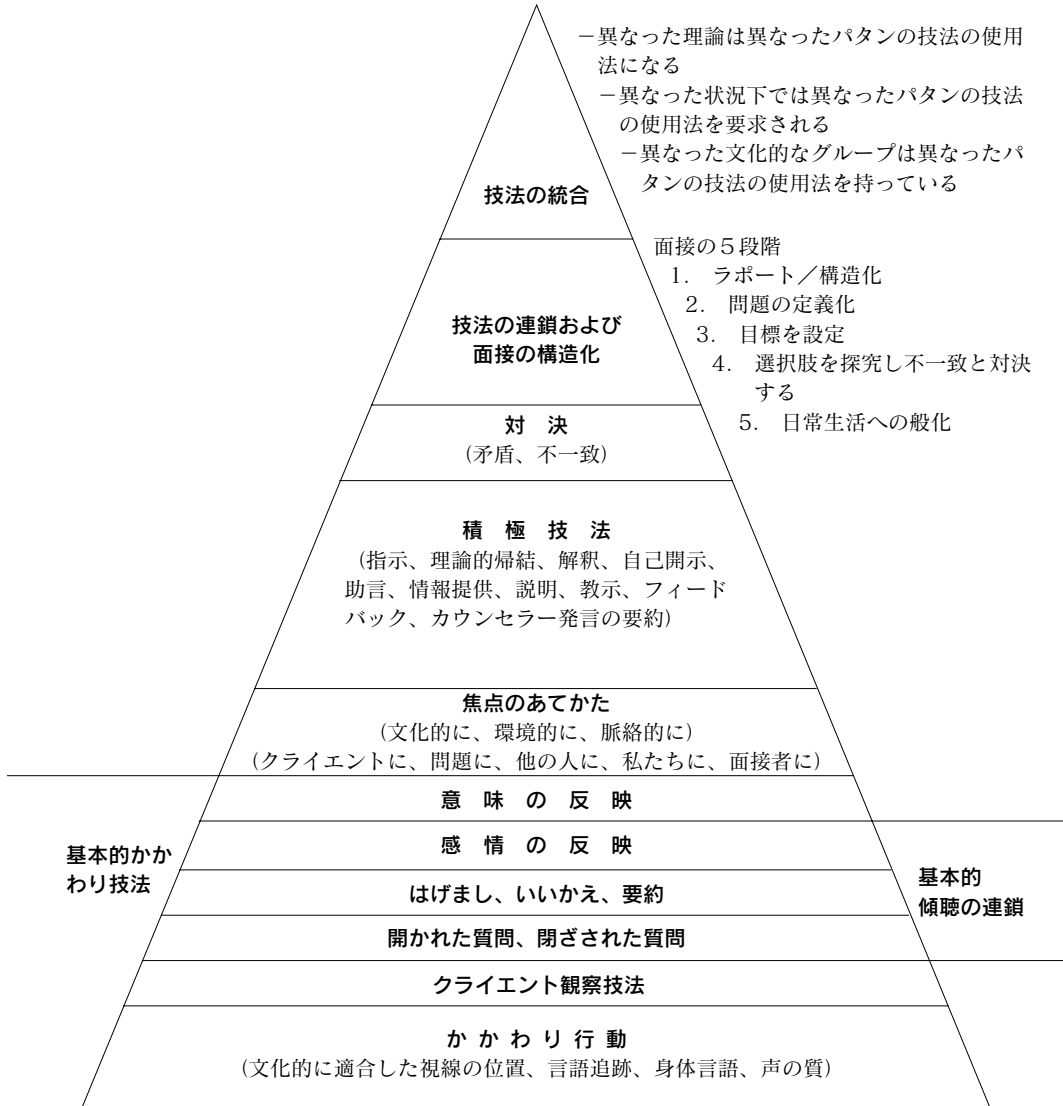 －異なった理論は異なったパタンの技法の使用
法になる
－異なった状況下では異なったパタンの技法
の使用法を要求される
－異なった文化的なグループは異なったパ
タンの技法の使用法を持っている
技法の統合
面接の５段階
１.　ラポート／構造化
２.　問題の定義化
３.　目標を設定
４.　選択肢を探究し不一致と対決
する
５.　日常生活への般化
技法の連鎖および
面接の構造化
対　決
（矛盾、不一致）
積　極　技　法
（指示、理論的帰結、解釈、自己開示、
助言、情報提供、説明、教示、フィード
バック、カウンセラー発言の要約）
焦点のあてかた
（文化的に、環境的に、脈絡的に）
（クライエントに、問題に、他の人に、私たちに、面接者に）
意　味　の　反　映
感　情　の　反　映
はげまし、いいかえ、要約
開かれた質問、閉ざされた質問
クライエント観察技法
か か わ り 行 動
（文化的に適合した視線の位置、言語追跡、身体言語、声の質）
基本的かか
わり技法
基本的
傾聴の連鎖